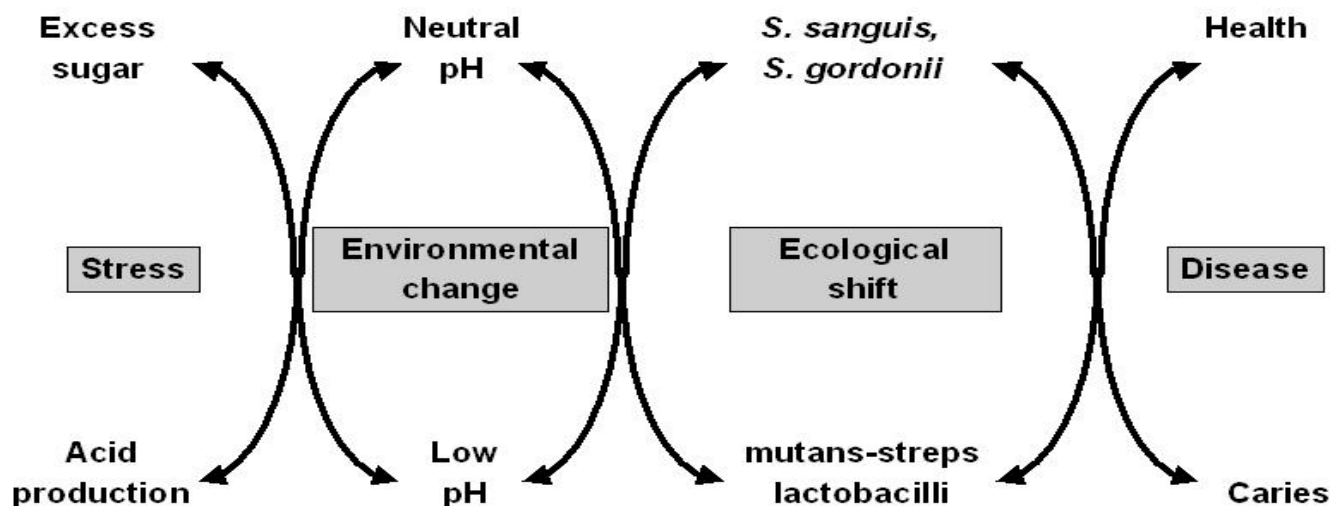 Excess
sugar
Neutral
pH
S. sanguis,
S. gordonii
Health
Stress
Environmental
change
Ecological
shift
Disease
Acid
production
Low
pH
mutans-streps
lactobacilli
Caries